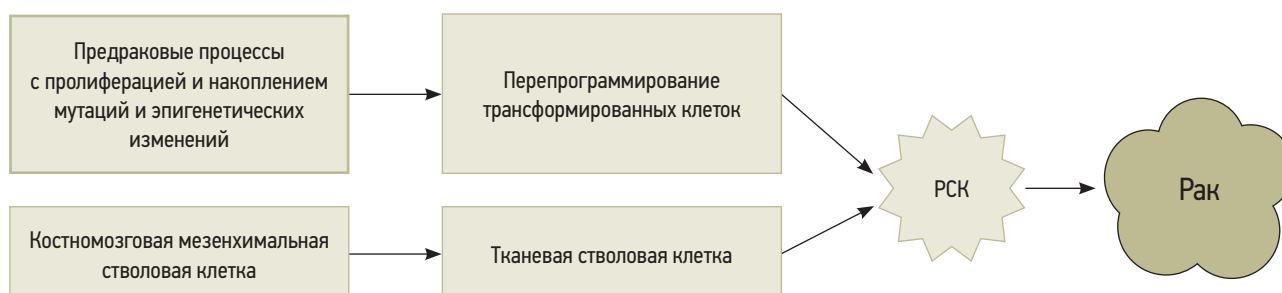 Предраковые процессы
с пролиферацией и накоплением
мутаций и эпигенетических
изменений
Перепрограммирование
трансформированных клеток
РСК
Рак
Костномозговая мезенхимальная
стволовая клетка
Тканевая стволовая клетка